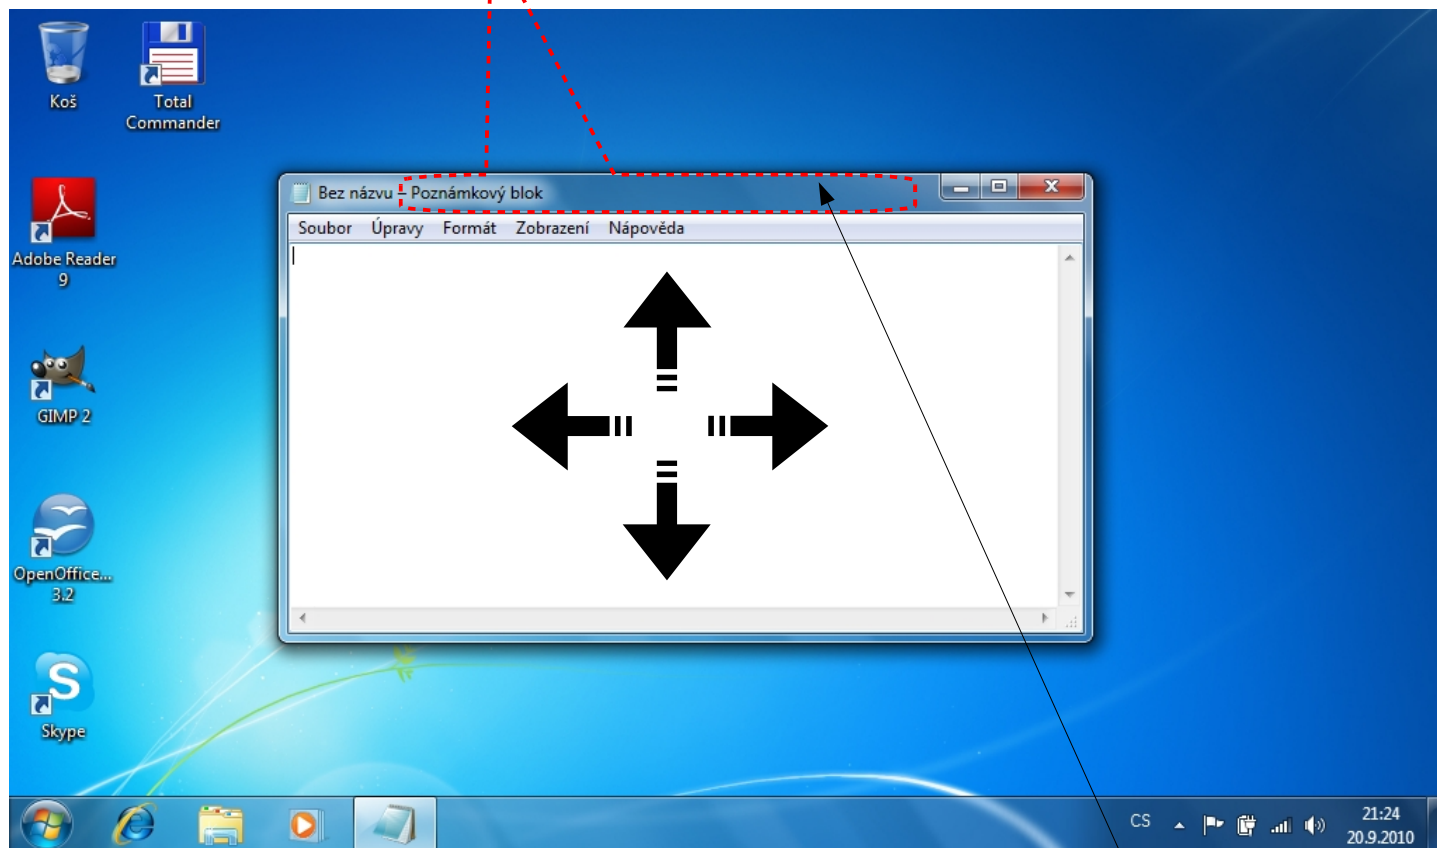 Koš
Total
Commander
Bez názvu – Poznámkový blok
Soubor Úpravy Formát Zobrazení Nápověda
Adobe Reader
9
GIMP 2
OpenOffice...
3.2
Skype
CS
21:24
20.9.2010